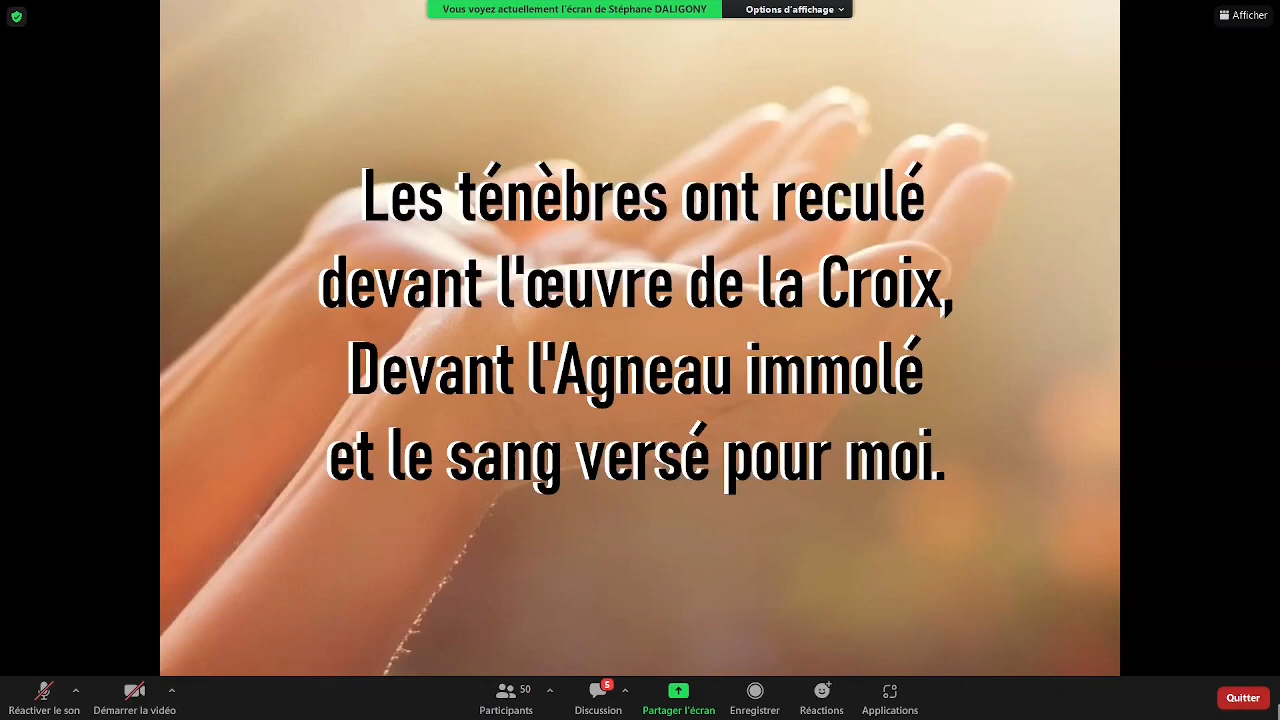 Vous voyez actuellement l'écran de Stéphane DALIGONY
Options d'affichage
Afficher
Les ténèbres ont reculé
devant l'œuvre de la Croix,
Devant l'Agneau immolé
et le sang versé pour moi.
Réactiver le son
Démarrer la vidéo
50
Participants
5
Discussion
Partager l'écran
Enregistrer
Réactions
Applications
Quitter